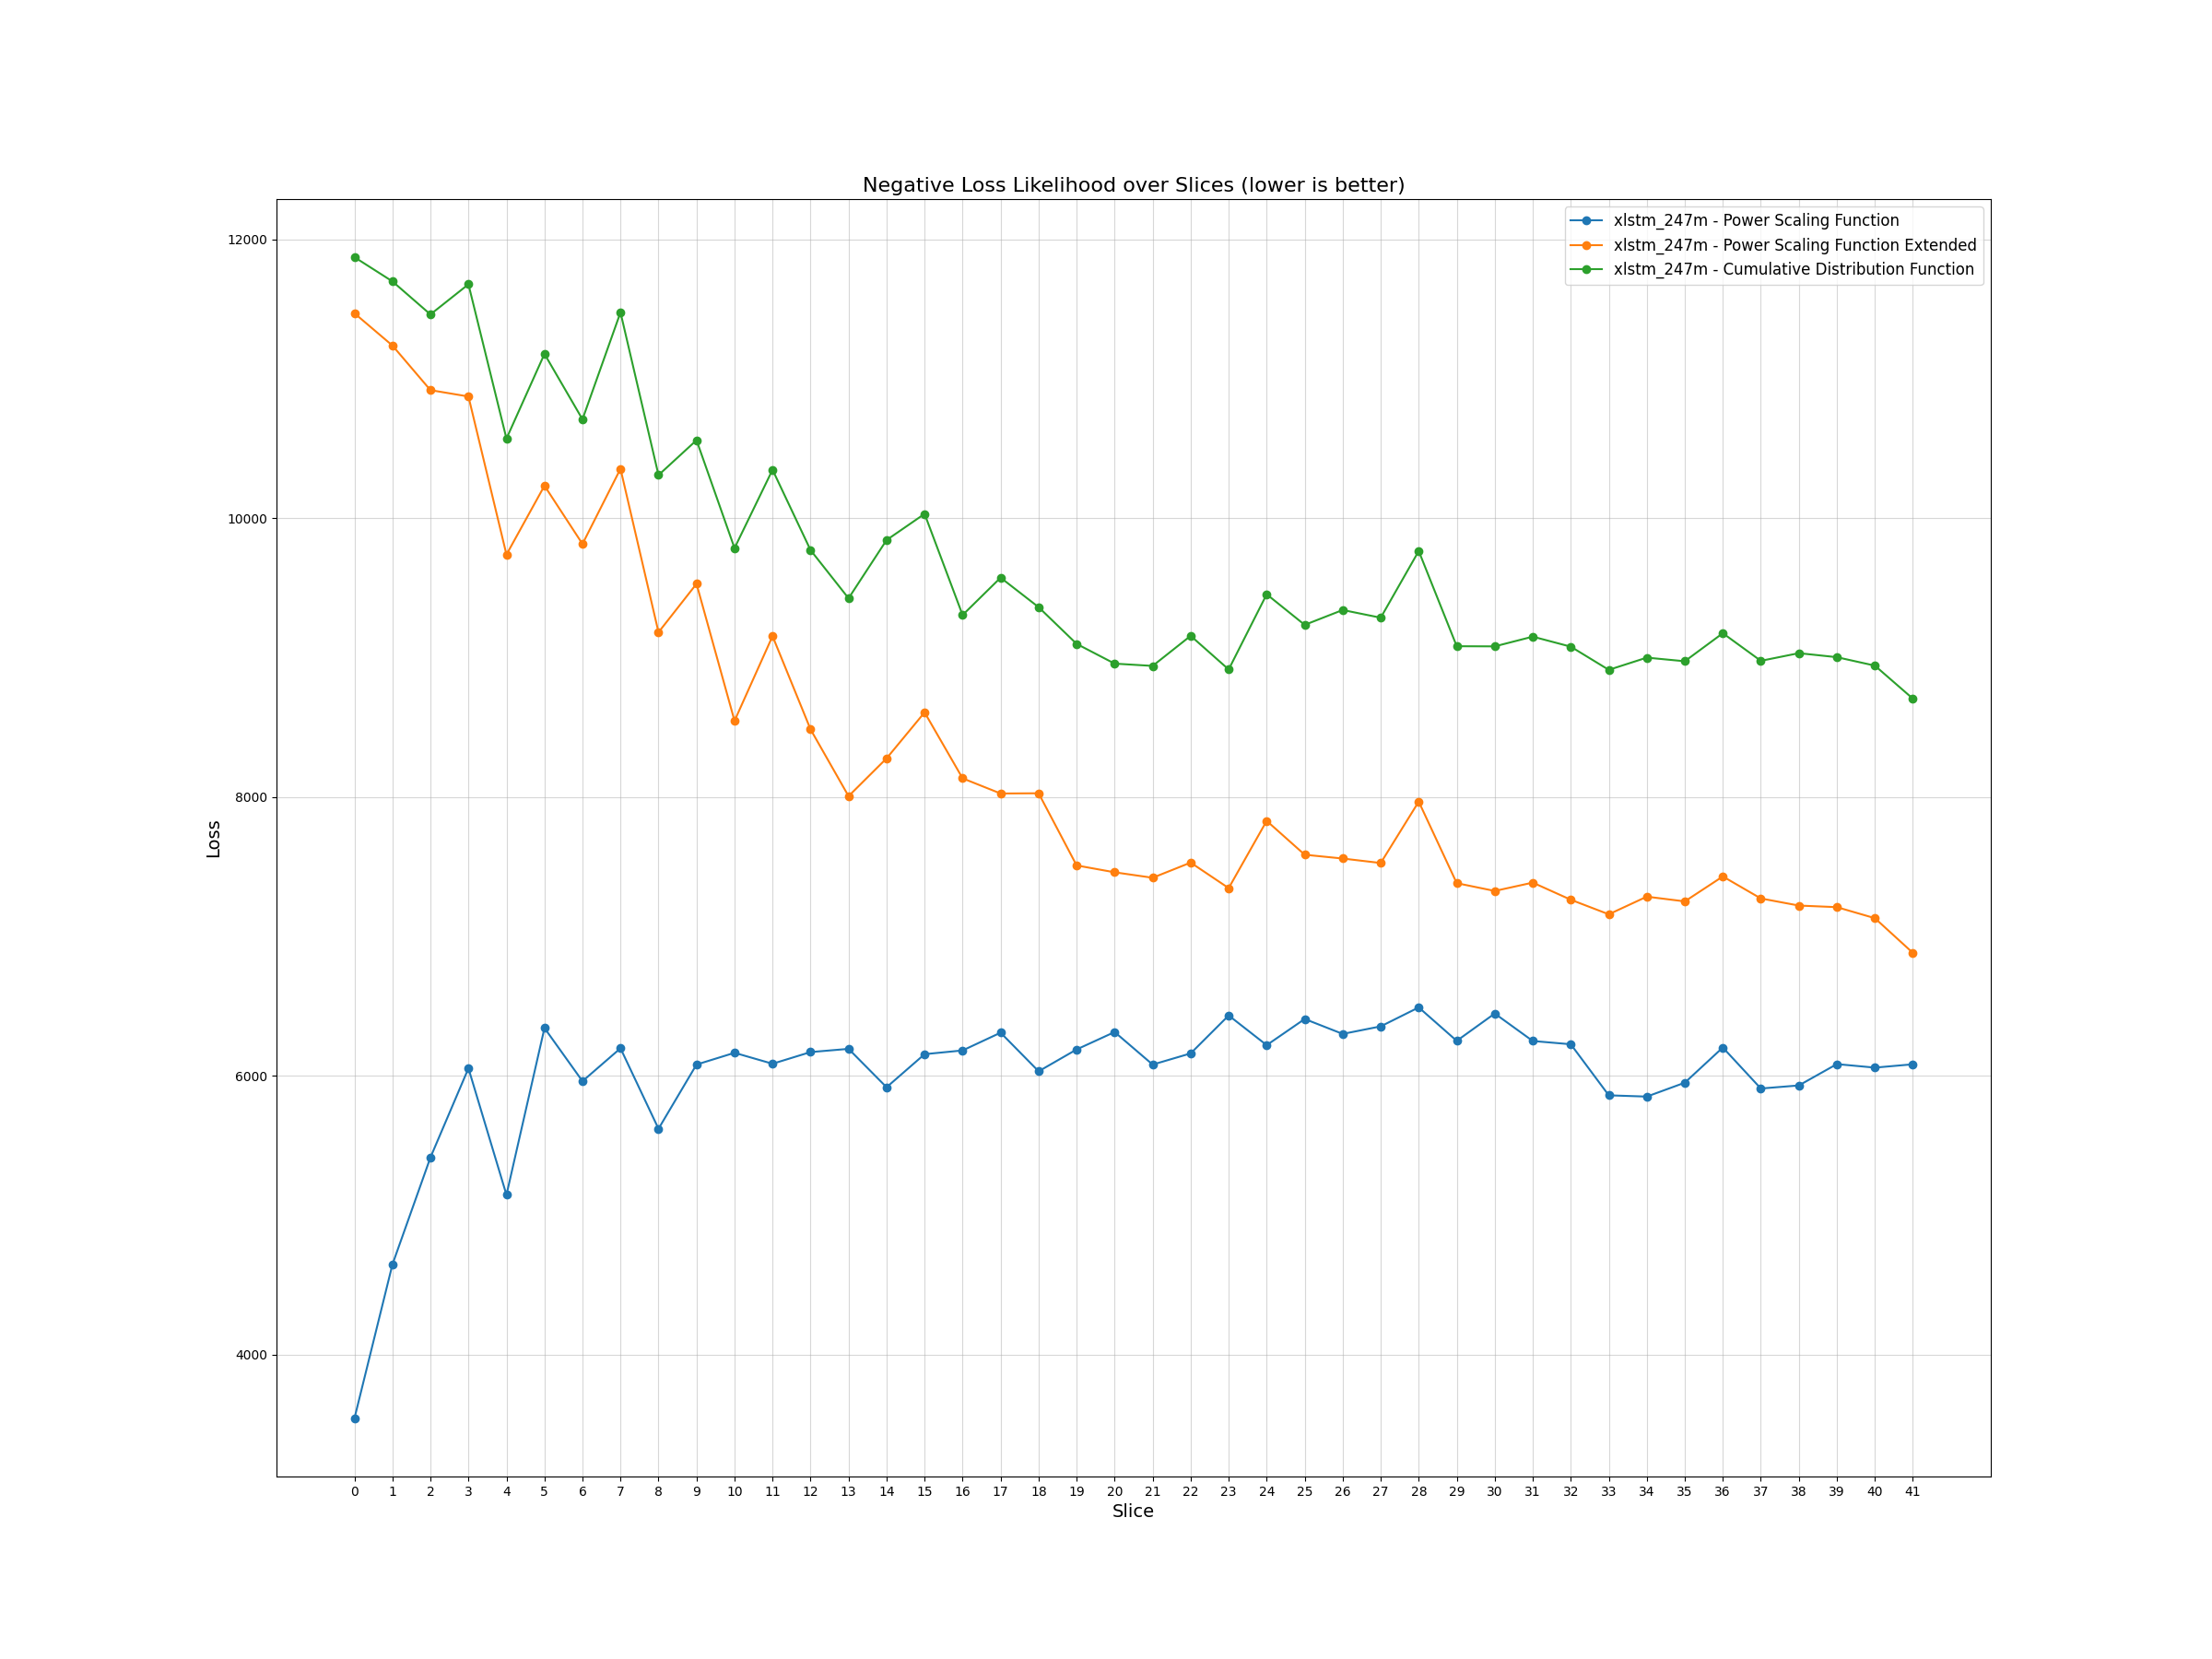 Negative Loss Likelihood over Slices (lower is better)
xlstm_247m - Power Scaling Function
xlstm_247m - Power Scaling Function Extended
xlstm_247m - Cumulative Distribution Function
12000
10000
8000
6000
4000
Loss
0 1 2 3 4 5 6 7 8 9 10 11 12 13 14 15 16 17 18 19 20 21 22 23 24 25 26 27 28 29 30 31 32 33 34 35 36 37 38 39 40 41
Slice